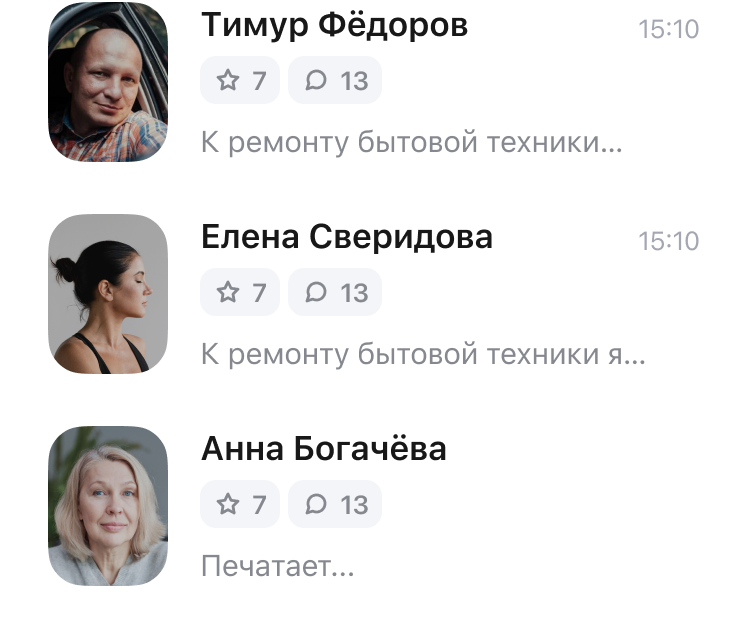 Тимур Фёдоров
15:10
7
13
К ремонту бытовой техники...
Елена Сверидова
15:10
7
13
К ремонту бытовой техники я...
Анна Богачёва
7
13
Печатает...